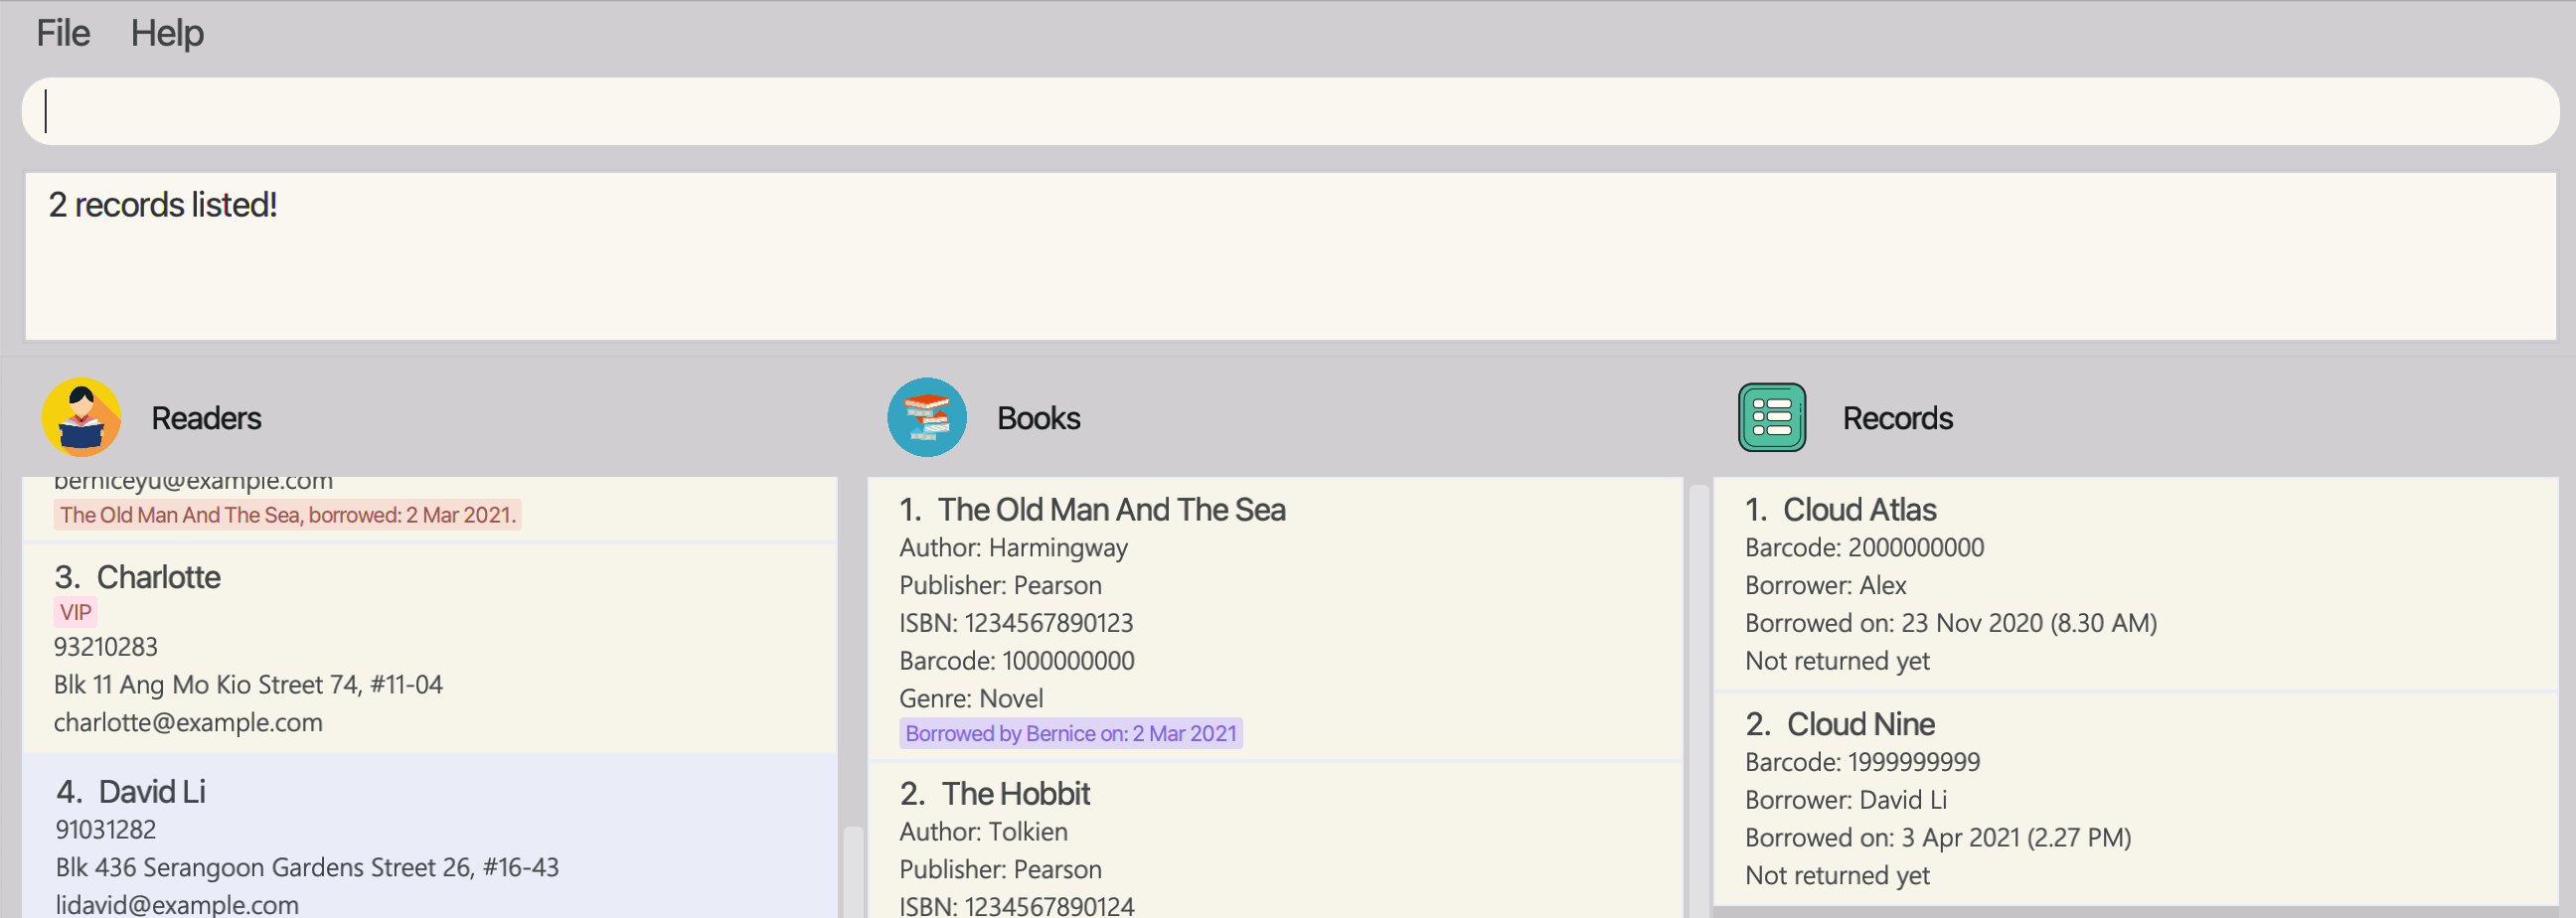 File Help
2 records listed!
Readers
berniceyu@example.com
The Old Man And The Sea, borrowed: 2 Mar 2021.
3. Charlotte
VIP
93210283
Blk 11 Ang Mo Kio Street 74, #11-04
charlotte@example.com
4. David Li
91031282
Blk 436 Serangoon Gardens Street 26, #16-43
lidavid@example.com
Books
1. The Old Man And The Sea
Author: Harmingway
Publisher: Pearson
ISBN: 1234567890123
Barcode: 1000000000
Genre: Novel
Borrowed by Bernice on: 2 Mar 2021
2. The Hobbit
Author: Tolkien
Publisher: Pearson
ISBN: 1234567890124
Records
1. Cloud Atlas
Barcode: 2000000000
Borrower: Alex
Borrowed on: 23 Nov 2020 (8.30 AM)
Not returned yet
2. Cloud Nine
Barcode: 1999999999
Borrower: David Li
Borrowed on: 3 Apr 2021 (2.27 PM)
Not returned yet